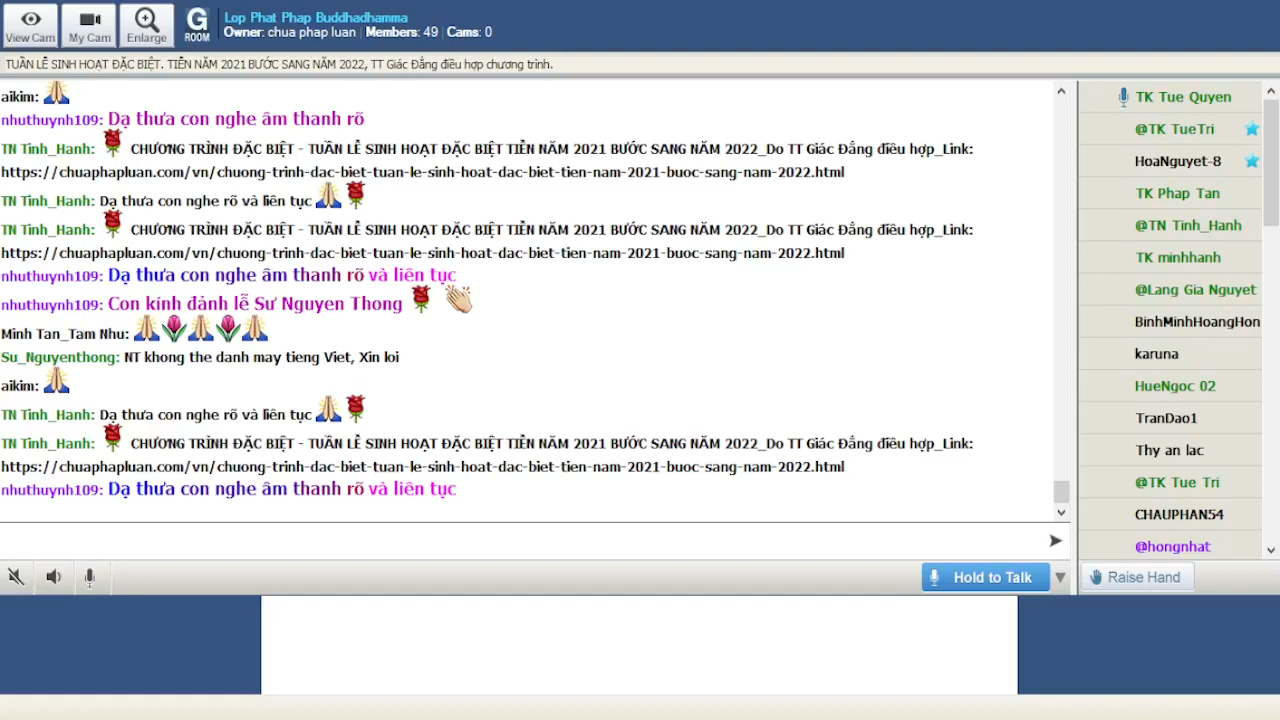 View Cam
My Cam
Enlarge
G
ROOM
Lop Phat Phap Buddhadhamma
Owner: chua phap luan | Members: 49 | Cams: 0
TUẦN LỄ SINH HOẠT ĐẶC BIỆT. TIỄN NĂM 2021 BƯỚC SANG NĂM 2022, TT Giác Đẳng điều hợp chương trình.
aikim:
nhuthuynh109: Dạ thưa con nghe âm thanh rõ
TN Tinh_Hanh: CHƯƠNG TRÌNH ĐẶC BIỆT - TUẦN LỄ SINH HOẠT ĐẶC BIỆT TIỄN NĂM 2021 BƯỚC SANG NĂM 2022_Do TT Giác Đẳng điều hợp_Link:
https://chuaphapluan.com/vn/chuong-trinh-dac-biet-tuan-le-sinh-hoat-dac-biet-tien-nam-2021-buoc-sang-nam-2022.html
TN Tinh_Hanh: Dạ thưa con nghe rõ và liên tục
TN Tinh_Hanh: CHƯƠNG TRÌNH ĐẶC BIỆT - TUẦN LỄ SINH HOẠT ĐẶC BIỆT TIỄN NĂM 2021 BƯỚC SANG NĂM 2022_Do TT Giác Đẳng điều hợp_Link:
https://chuaphapluan.com/vn/chuong-trinh-dac-biet-tuan-le-sinh-hoat-dac-biet-tien-nam-2021-buoc-sang-nam-2022.html
nhuthuynh109: Dạ thưa con nghe âm thanh rõ và liên tục
nhuthuynh109: Con kính đảnh lễ Sư Nguyen Thong
Minh Tan_Tam Nhu:
Su_Nguyenthong: NT khong the danh may tieng Viet, Xin loi
aikim:
TN Tinh_Hanh: Dạ thưa con nghe rõ và liên tục
TN Tinh_Hanh: CHƯƠNG TRÌNH ĐẶC BIỆT - TUẦN LỄ SINH HOẠT ĐẶC BIỆT TIỄN NĂM 2021 BƯỚC SANG NĂM 2022_Do TT Giác Đẳng điều hợp_Link:
https://chuaphapluan.com/vn/chuong-trinh-dac-biet-tuan-le-sinh-hoat-dac-biet-tien-nam-2021-buoc-sang-nam-2022.html
nhuthuynh109: Dạ thưa con nghe âm thanh rõ và liên tục
Hold to Talk
TK Tue Quyen
@TK TueTri
HoaNguyet-8
TK Phap Tan
@TN Tinh_Hanh
TK minhhanh
@Lang Gia Nguyet
BinhMinhHoangHon
karuna
HueNgoc 02
TranDao1
Thy an lac
@TK Tue Tri
CHAUPHAN54
@hongnhat
Raise Hand